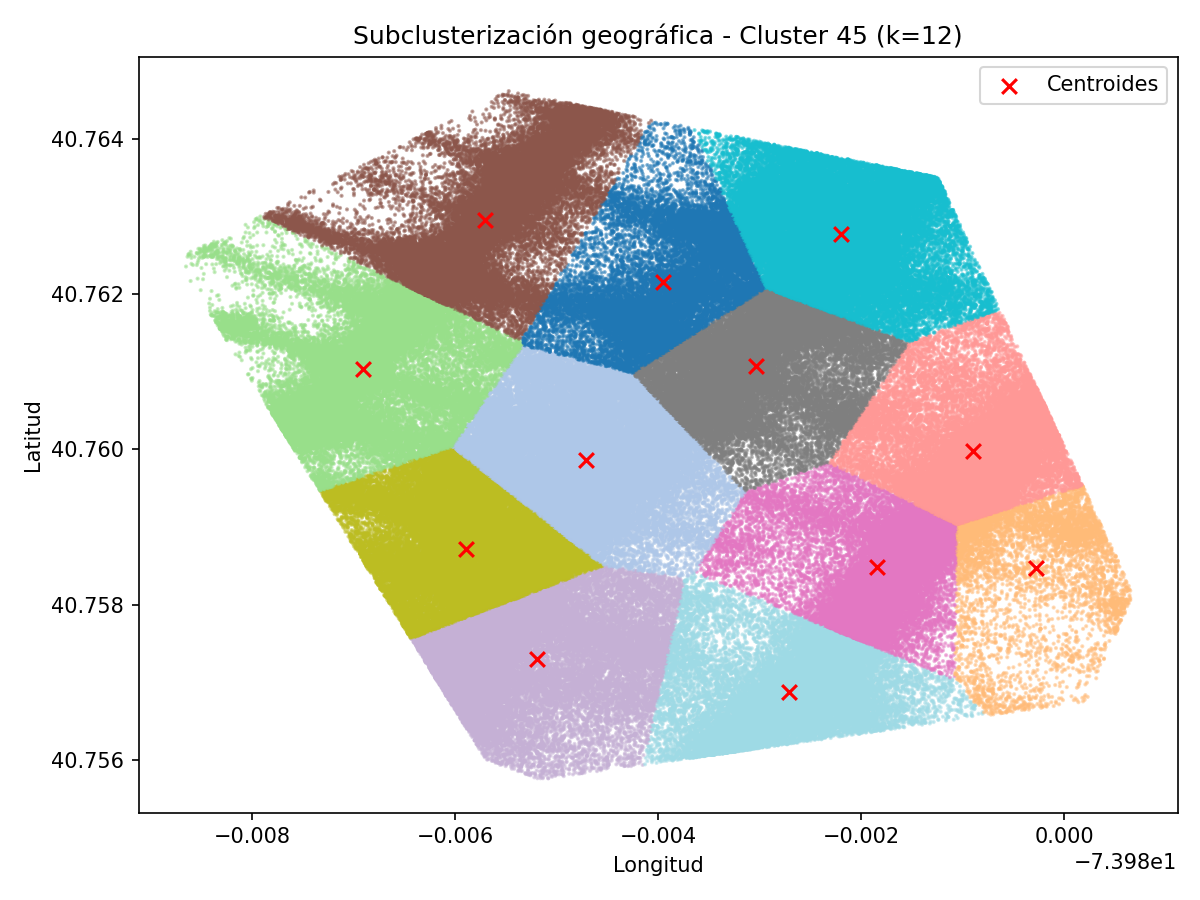 Subclusterización geográfica - Cluster 45 (k=12)
Centroides
40.764
40.762
40.760
40.758
40.756
Latitud
−0.008
−0.006
−0.004
−0.002
0.000
Longitud
−7.398e1